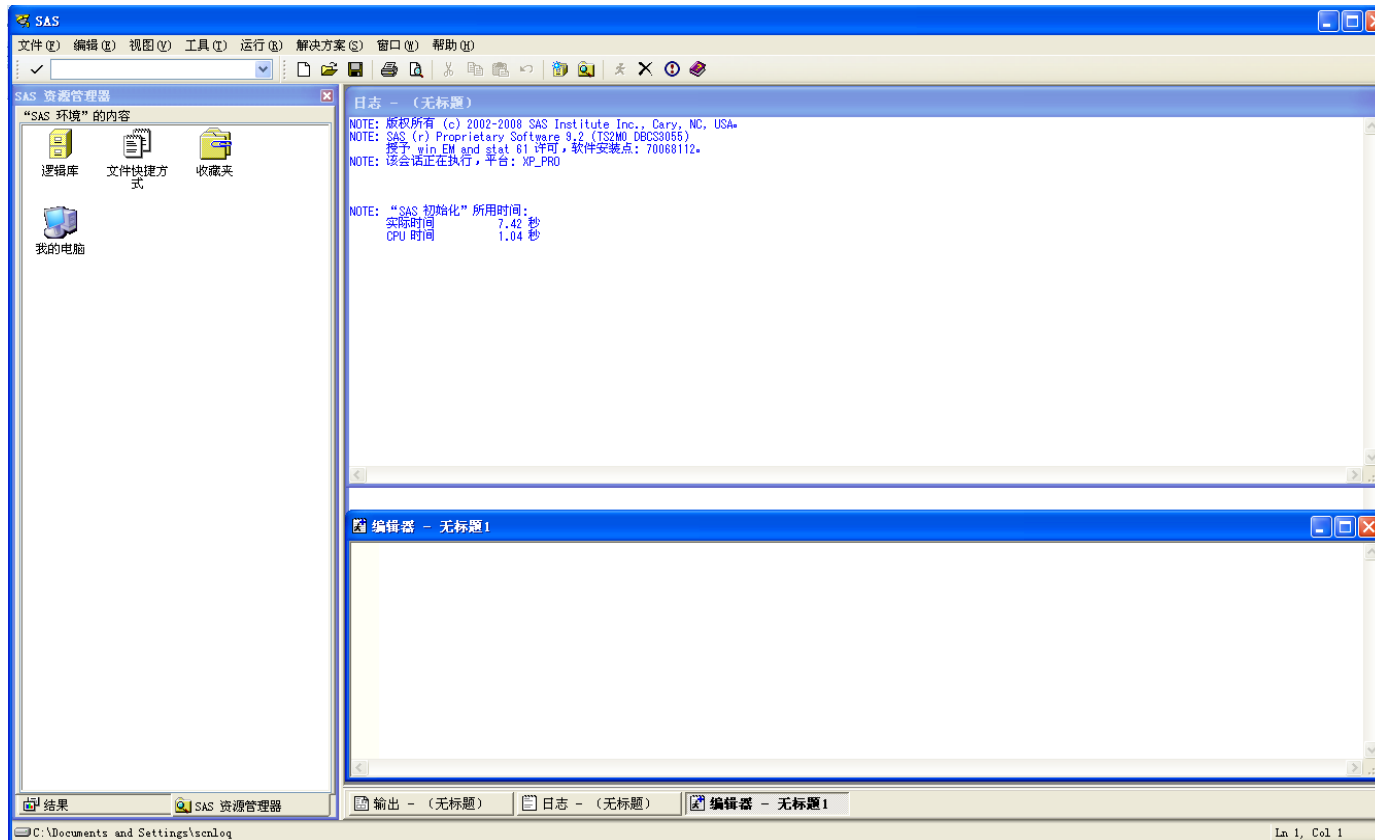 SAS
文件(F) 编辑(E) 视图(V) 工具(T) 运行(R) 解决方案(S) 窗口(W) 帮助(H)
SAS 资源管理器
“SAS 环境”的内容
逻辑库
文件快捷方式
收藏夹
我的电脑
日志 - （无标题）
NOTE: 版权所有 (c) 2002-2008 SAS Institute Inc., Cary, NC, USA。
NOTE: SAS (r) Proprietary Software 9.2 (TS2M0 DBCS3055)
授予 win EM and stat 61 许可，软件安装点: 70068112。
NOTE: 该会话正在执行，平台: XP_PRO
NOTE: “SAS 初始化”所用时间:
实际时间 7.42 秒
CPU 时间 1.04 秒
编辑器 - 无标题1
结果
SAS 资源管理器
输出 - （无标题）
日志 - （无标题）
编辑器 - 无标题1
C:\Documents and Settings\scnloq
Ln 1, Col 1